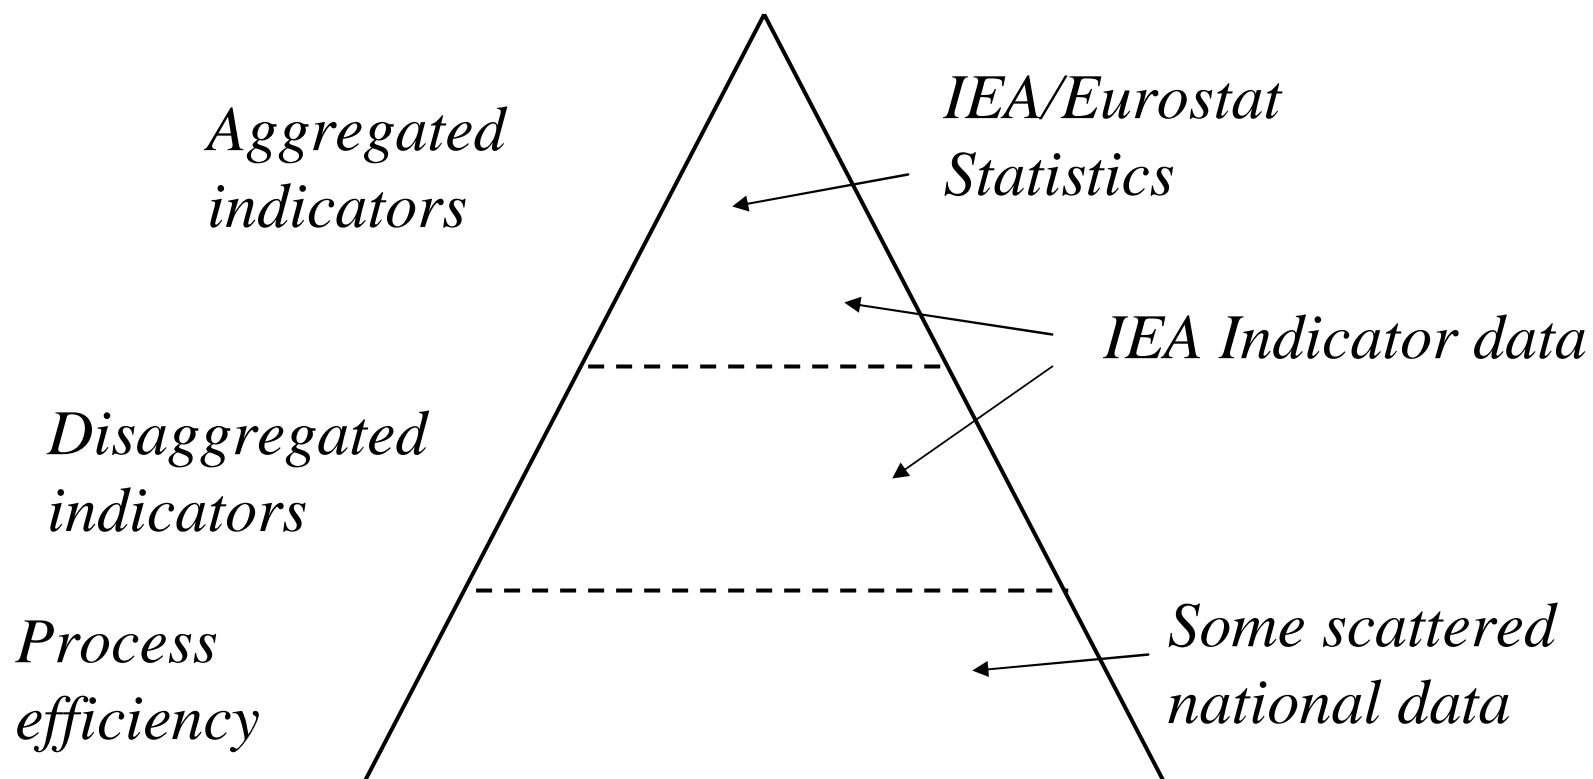 Aggregated
indicators
IEA/Eurostat
Statistics
IEA Indicator data
Disaggregated
indicators
Process
efficiency
Some scattered
national data